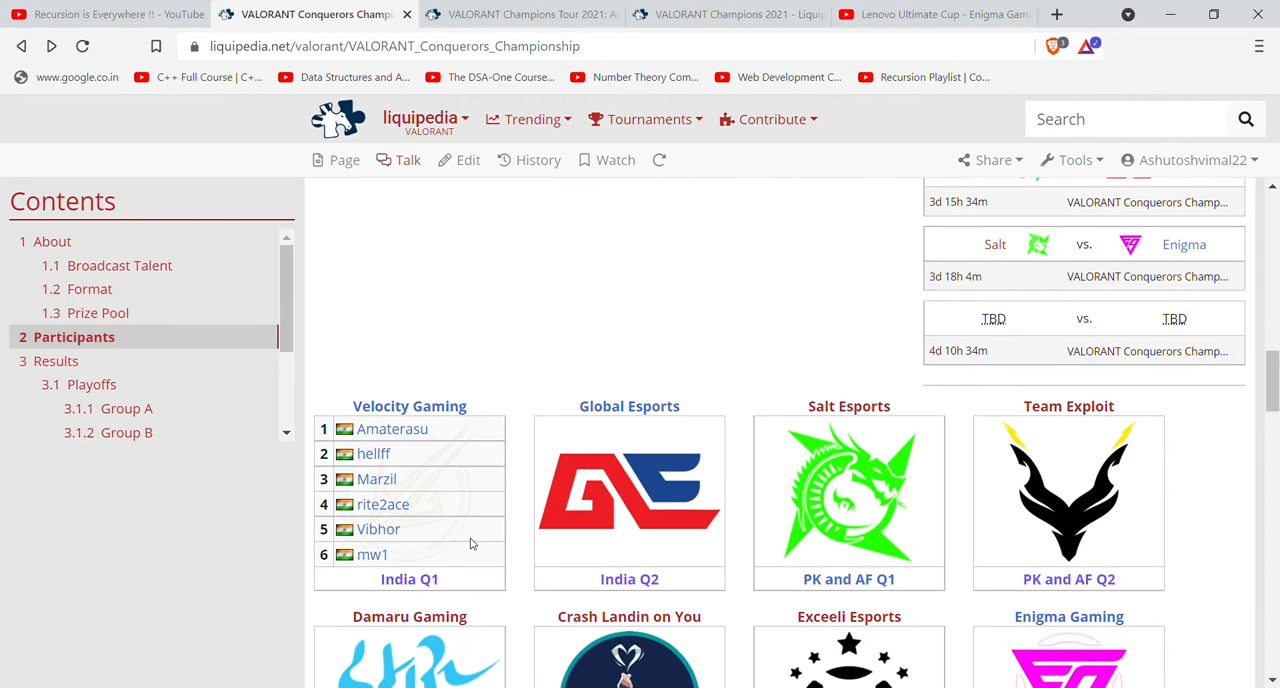 Recursion is Everywhere !! - YouTube
VALORANT Conquerors Champi
VALORANT Champions Tour 2021: As
VALORANT Champions 2021 - Liquip
Lenovo Ultimate Cup - Enigma Gam
liquipedia.net/valorant/VALORANT_Conquerors_Championship
3
www.google.co.in
C++ Full Course | C+...
Data Structures and A...
The DSA-One Course...
Number Theory Com...
Web Development C...
Recursion Playlist | Co...
liquipedia
VALORANT
Trending
Tournaments
Contribute
Search
Page
Talk
Edit
History
Watch
Share
Tools
Ashutoshvimal22
Contents
1 About
1.1 Broadcast Talent
1.2 Format
1.3 Prize Pool
2 Participants
3 Results
3.1 Playoffs
3.1.1 Group A
3.1.2 Group B
3d 15h 34m VALORANT Conquerors Champ...
Salt vs. Enigma
3d 18h 4m VALORANT Conquerors Champ...
TBD vs. TBD
4d 10h 34m VALORANT Conquerors Champ...
Velocity Gaming
1 Amaterasu
2 hellff
3 Marzil
4 rite2ace
5 Vibhor
6 mw1
India Q1
Global Esports
GE
India Q2
Salt Esports
PK and AF Q1
Team Exploit
PK and AF Q2
Damaru Gaming
Crash Landin on You
Exceeli Esports
Enigma Gaming